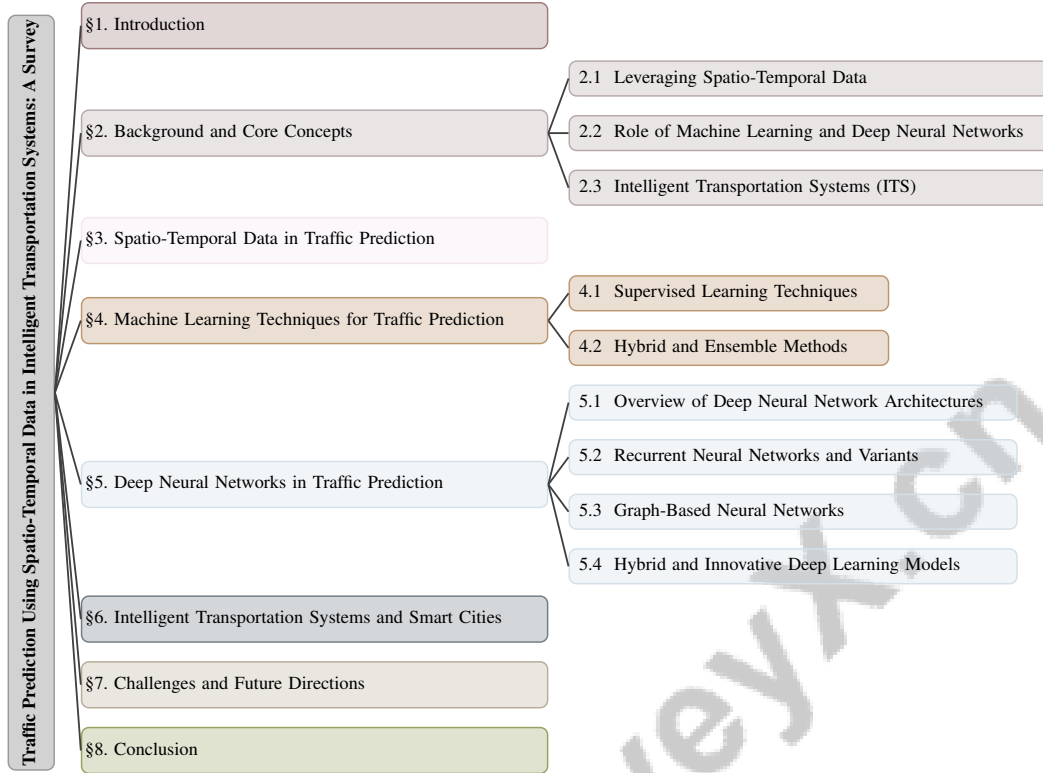 Traffic Prediction Using Spatio-Temporal Data in Intelligent Transportation Systems: A Survey
§1. Introduction
§2. Background and Core Concepts
2.1 Leveraging Spatio-Temporal Data
2.2 Role of Machine Learning and Deep Neural Networks
2.3 Intelligent Transportation Systems (ITS)
§3. Spatio-Temporal Data in Traffic Prediction
§4. Machine Learning Techniques for Traffic Prediction
4.1 Supervised Learning Techniques
4.2 Hybrid and Ensemble Methods
§5. Deep Neural Networks in Traffic Prediction
5.1 Overview of Deep Neural Network Architectures
5.2 Recurrent Neural Networks and Variants
5.3 Graph-Based Neural Networks
5.4 Hybrid and Innovative Deep Learning Models
§6. Intelligent Transportation Systems and Smart Cities
§7. Challenges and Future Directions
§8. Conclusion
veyX.cn